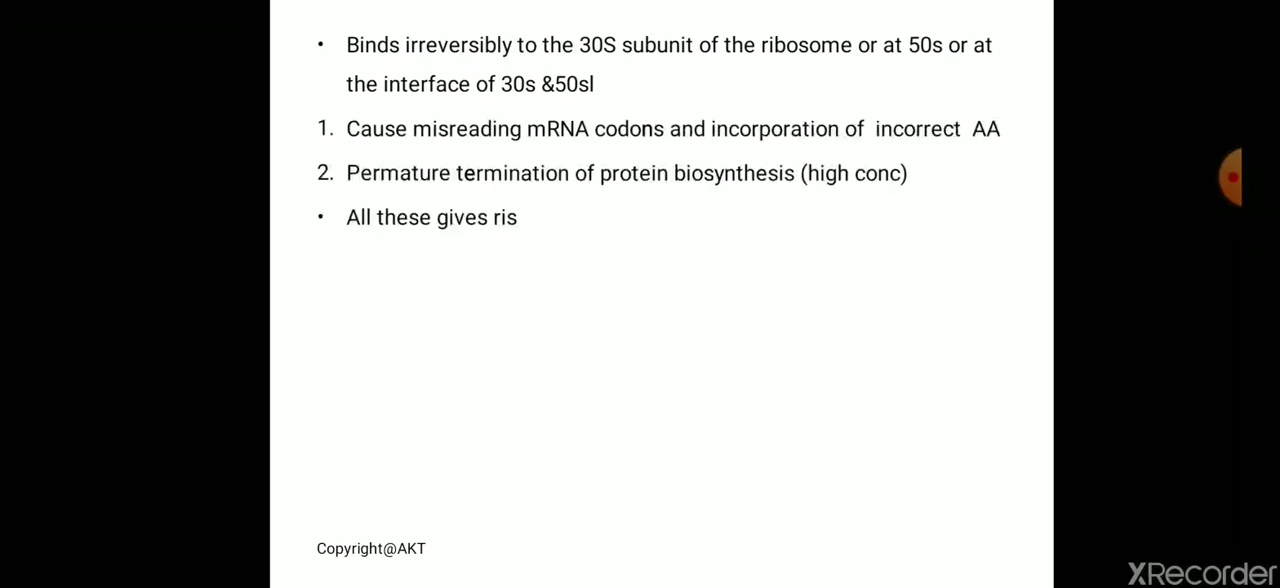 • Binds irreversibly to the 30S subunit of the ribosome or at 50s or at
the interface of 30s &50sl
1. Cause misreading mRNA codons and incorporation of incorrect AA
2. Permature termination of protein biosynthesis (high conc)
• All these gives ris
Copyright@AKT
XRecorder